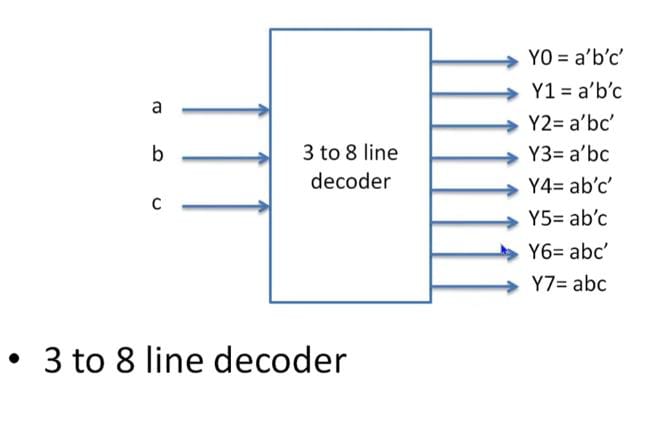 a
b
c
3 to 8 line
decoder
Y0 = a’b’c’
Y1 = a’b’c
Y2= a’bc’
Y3= a’bc
Y4= ab’c’
Y5= ab’c
Y6= abc’
Y7= abc
• 3 to 8 line decoder